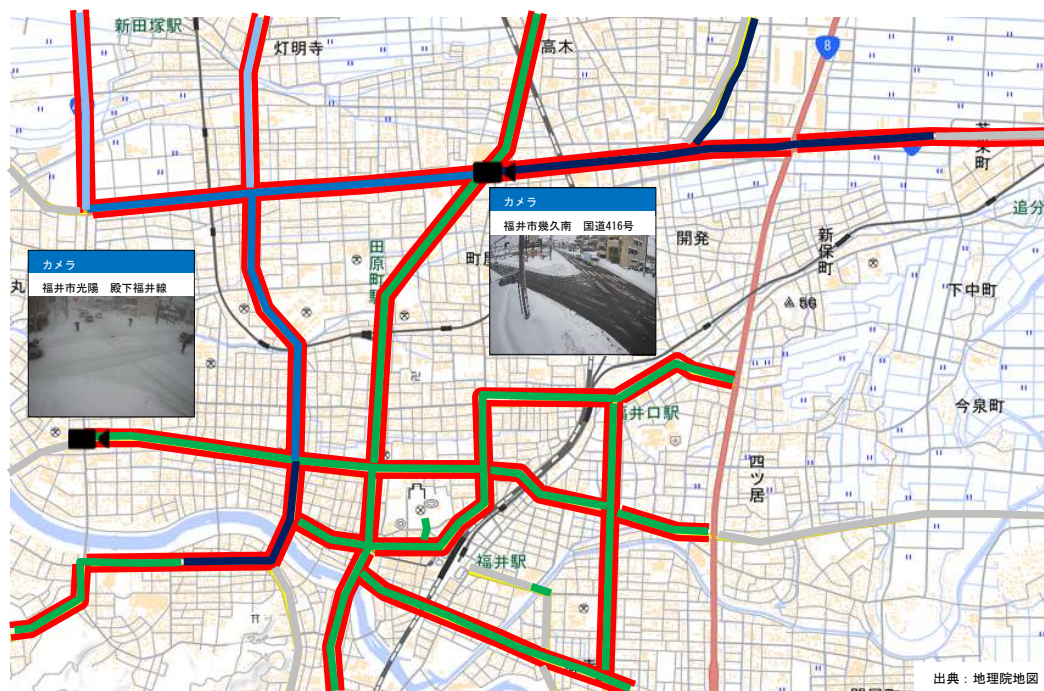 新田塚駅
灯明寺
高木
8
カメラ
福井市幾久南　国道416号
追分
開発
新保町
田原町駅
カメラ
福井市光陽　殿下福井線
丸
下中町
56
今泉町
福井口駅
四ツ居
福井駅
出典：地理院地図